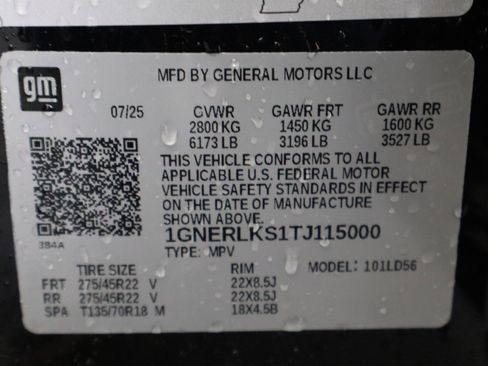 gm
MFD BY GENERAL MOTORS LLC
07/25 GVWR GAWR FRT GAWR RR
2800 KG 1450 KG 1600 KG
6173 LB 3196 LB 3527 LB
THIS VEHICLE CONFORMS TO ALL
APPLICABLE U.S. FEDERAL MOTOR
VEHICLE SAFETY STANDARDS IN EFFECT
ON THE DATE OF MANUFACTURE
SHOWN ABOVE.
384A
1GNERLKS1TJ115000
TYPE: MPV MODEL: 101LD56
TIRE SIZE RIM
FRT 275/45R22 V 22X8.5J
RR 275/45R22 V 22X8.5J
SPA T135/70R18 M 18X4.5B